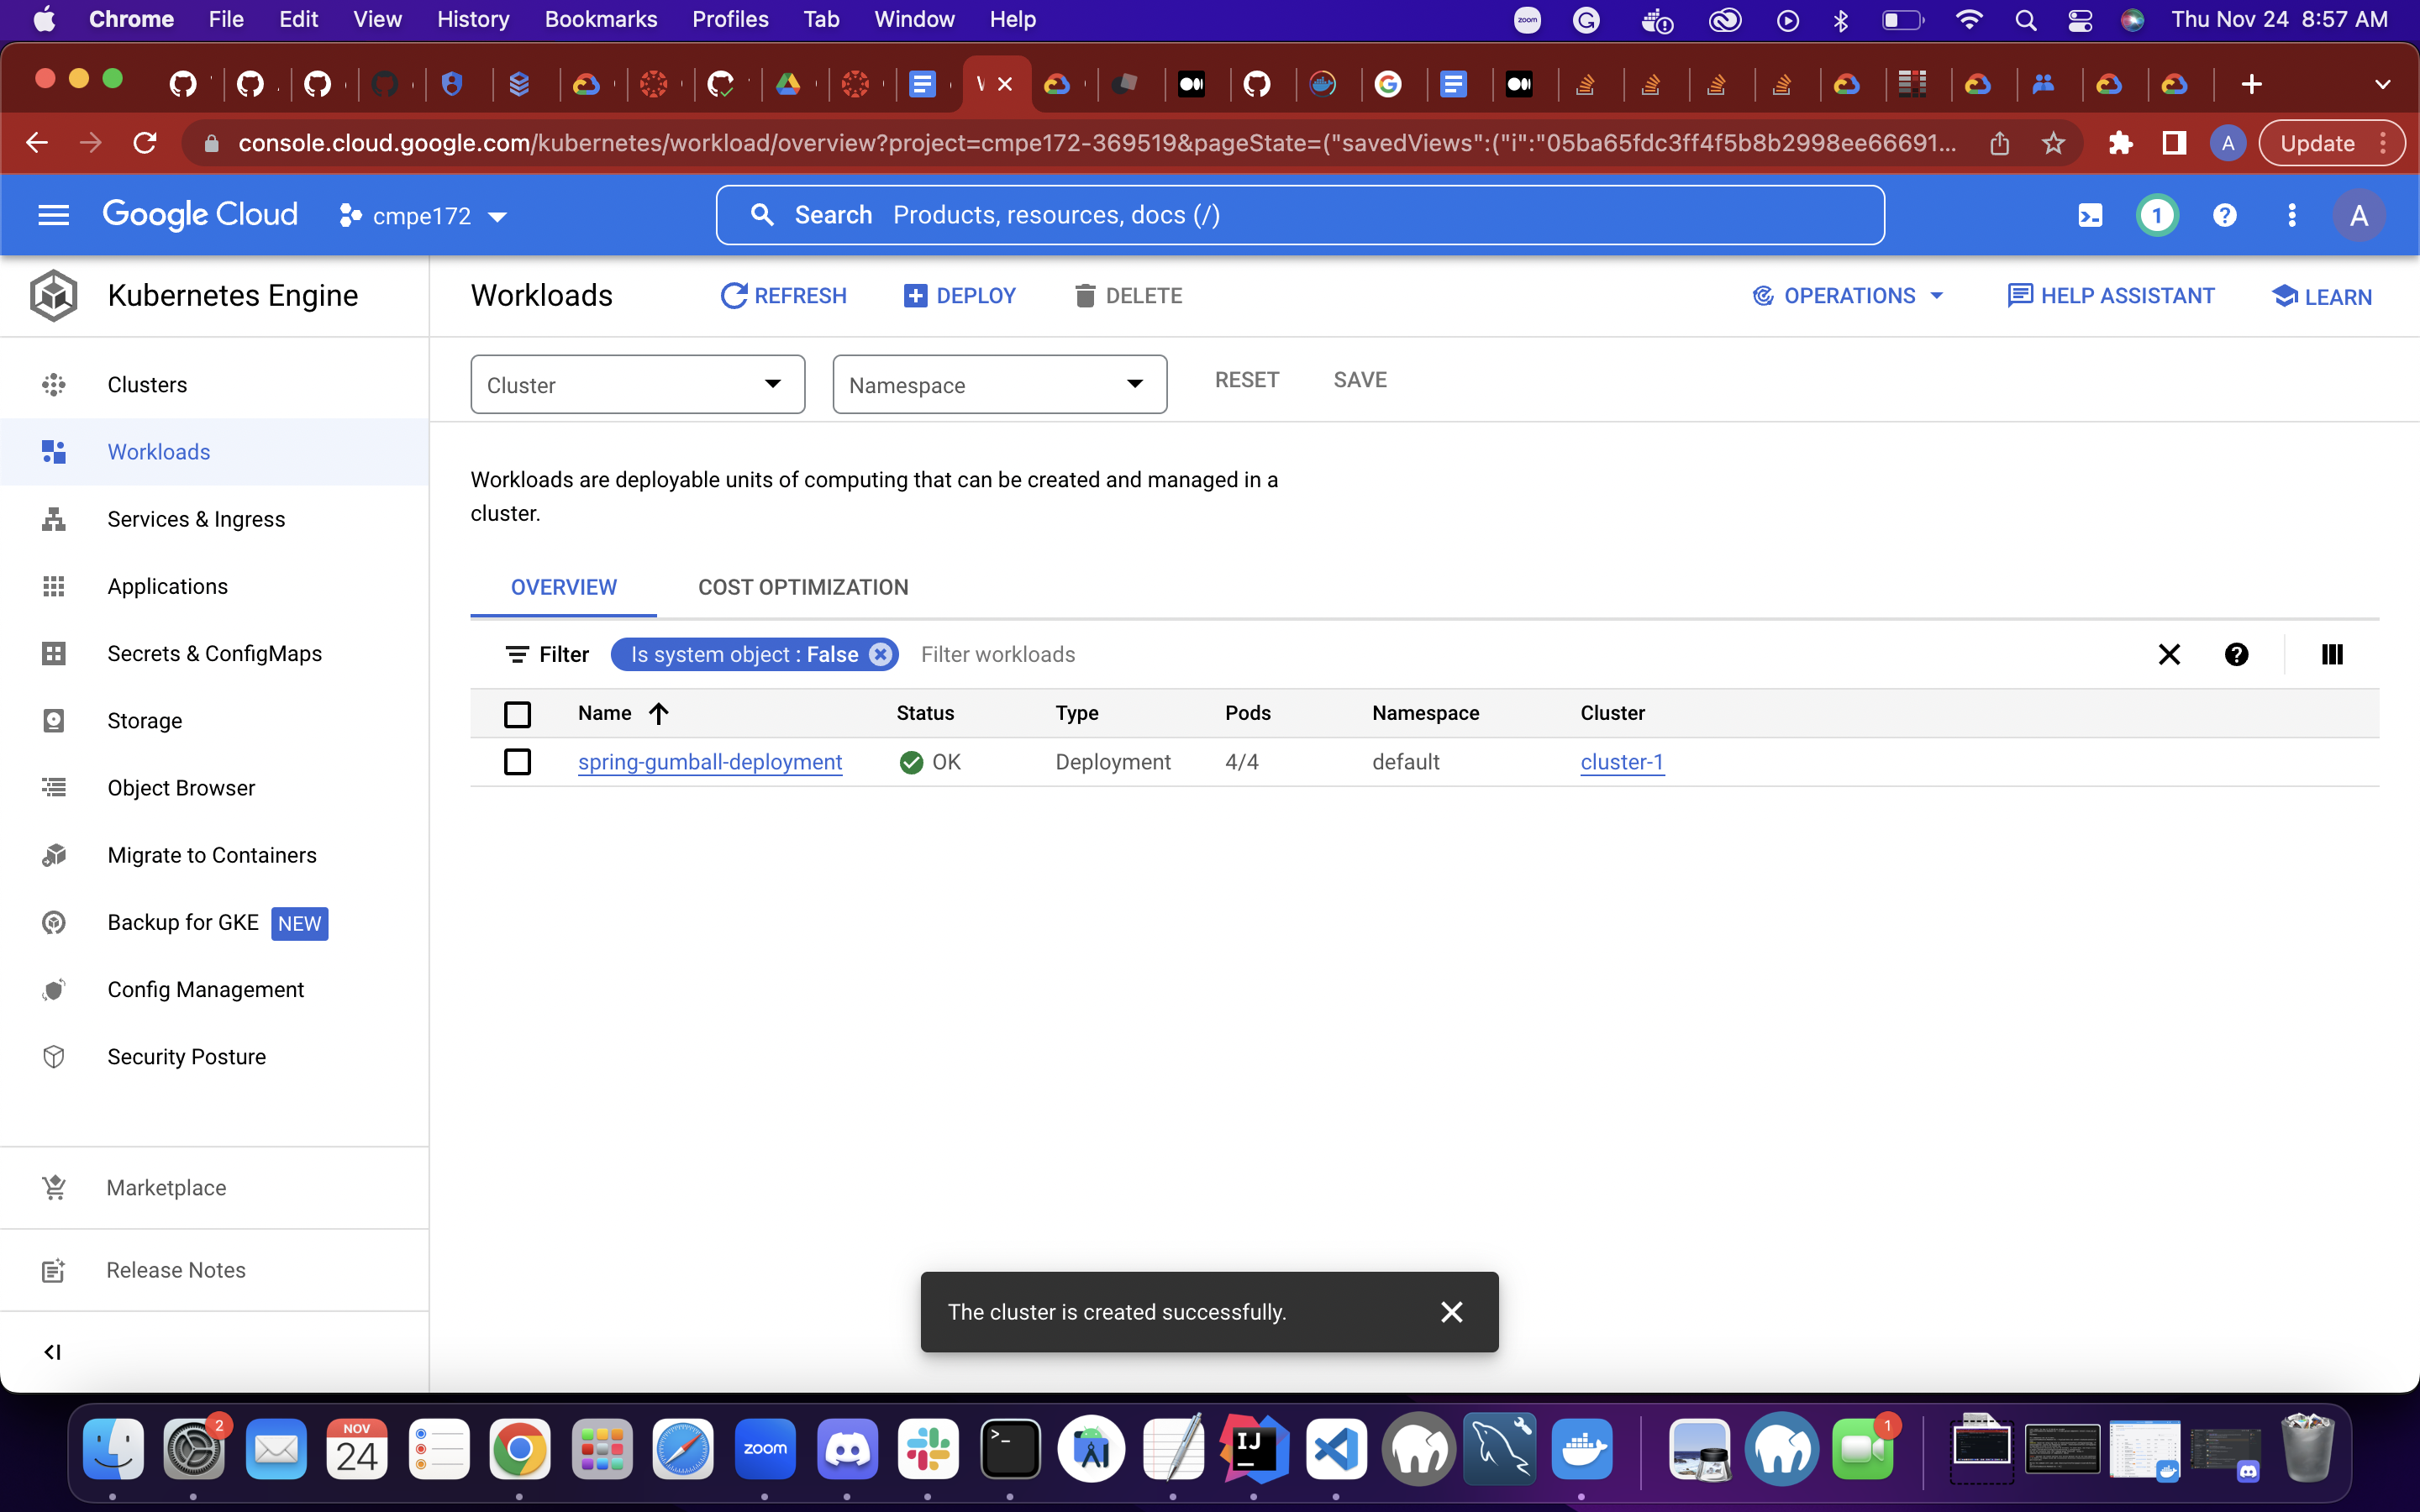 Chrome File Edit View History Bookmarks Profiles Tab Window Help zoom Thu Nov 24 8:57 AM
console.cloud.google.com/kubernetes/workload/overview?project=cmpe172-369519&pageState=("savedViews":("i":"05ba65fdc3ff4f5b8b2998ee66691... A Update
Google Cloud cmpe172 Search Products, resources, docs (/) 1 A
Kubernetes Engine Workloads REFRESH DEPLOY DELETE OPERATIONS HELP ASSISTANT LEARN
Clusters
Workloads
Services & Ingress
Applications
Secrets & ConfigMaps
Storage
Object Browser
Migrate to Containers
Backup for GKE NEW
Config Management
Security Posture
Marketplace
Release Notes
Cluster Namespace RESET SAVE
Workloads are deployable units of computing that can be created and managed in a
cluster.
OVERVIEW COST OPTIMIZATION
Filter Is system object : False Filter workloads
Name Status Type Pods Namespace Cluster
spring-gumball-deployment OK Deployment 4/4 default cluster-1
The cluster is created successfully.
2 NOV 24 zoom IJ 1